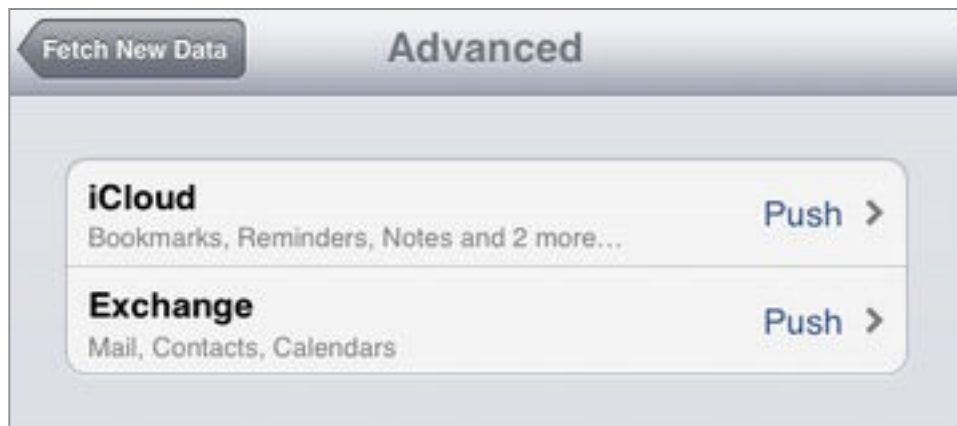 Fetch New Data
Advanced
iCloud
Push
Bookmarks, Reminders, Notes and 2 more...
Exchange
Push
Mail, Contacts, Calendars